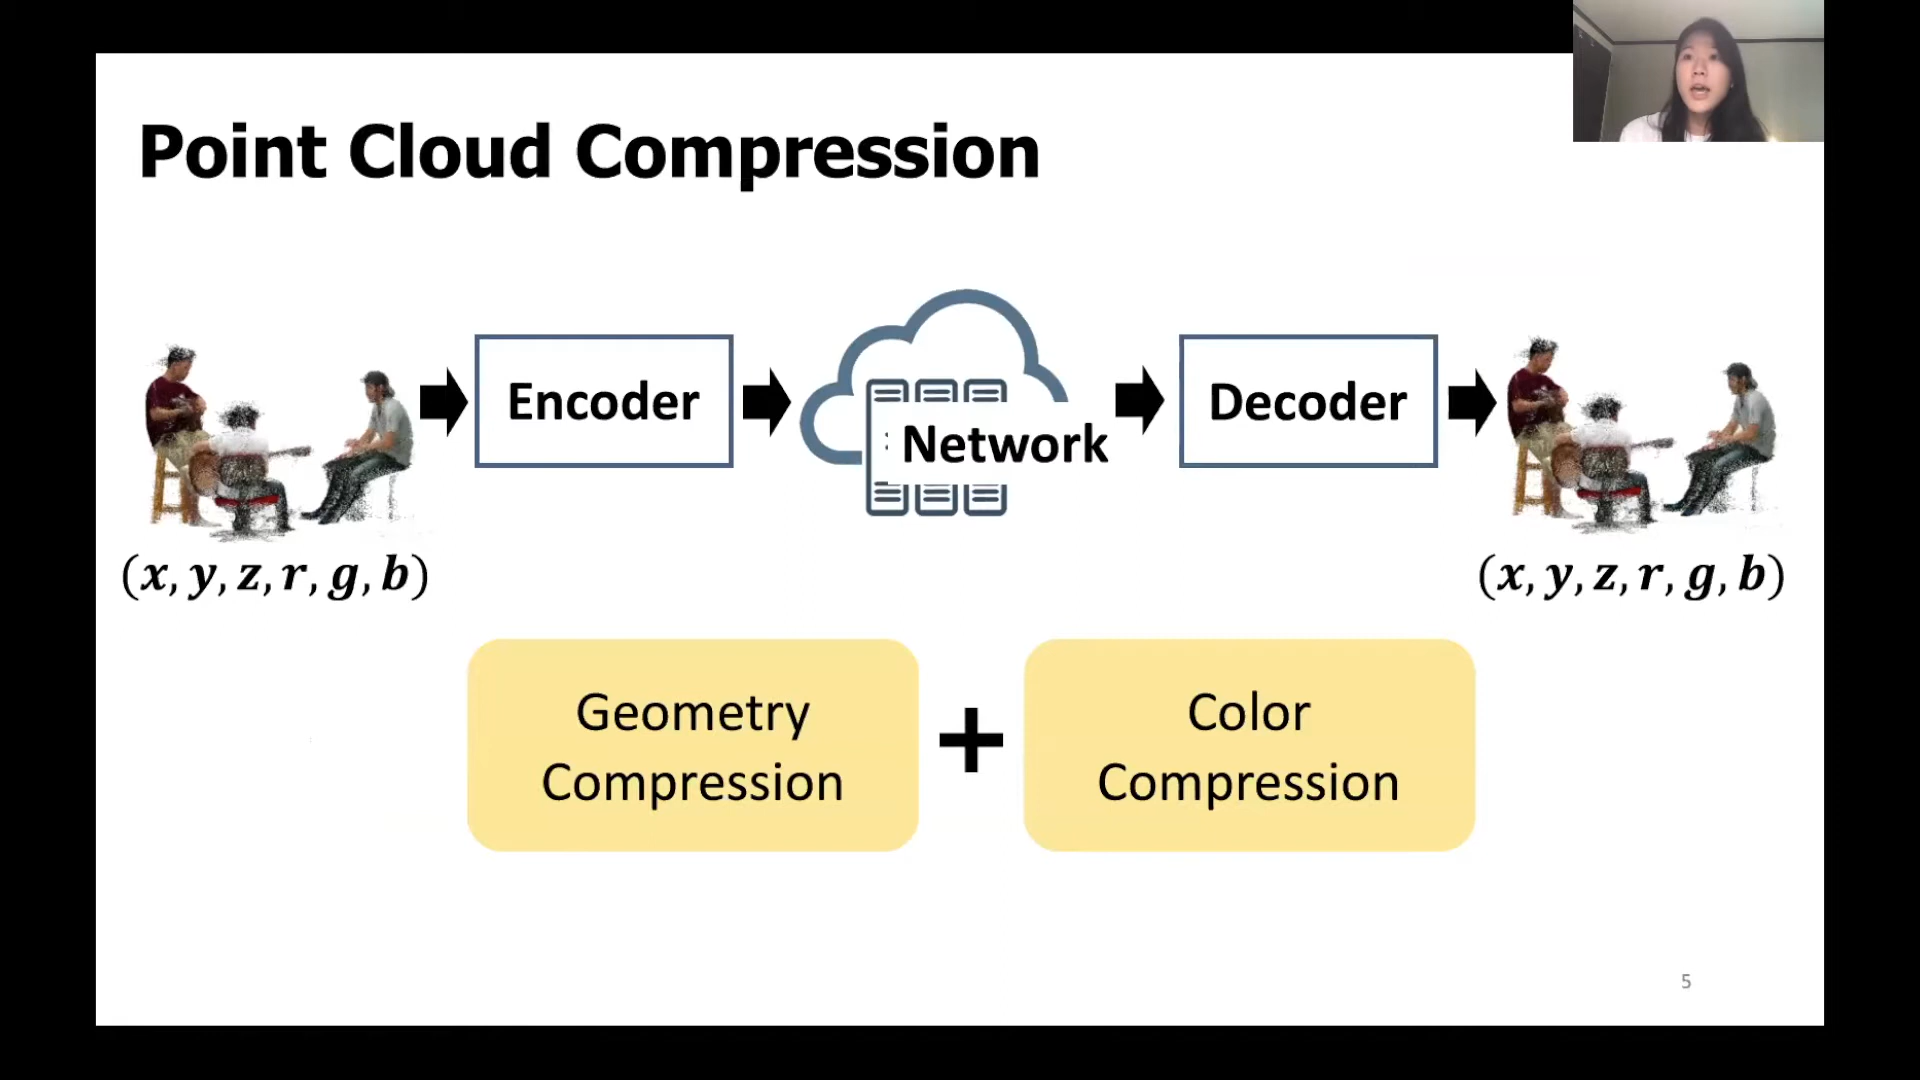 Point Cloud Compression
Encoder
Network
Decoder
(x, y, z, r, g, b)
(x, y, z, r, g, b)
Geometry
Compression
+
Color
Compression
5